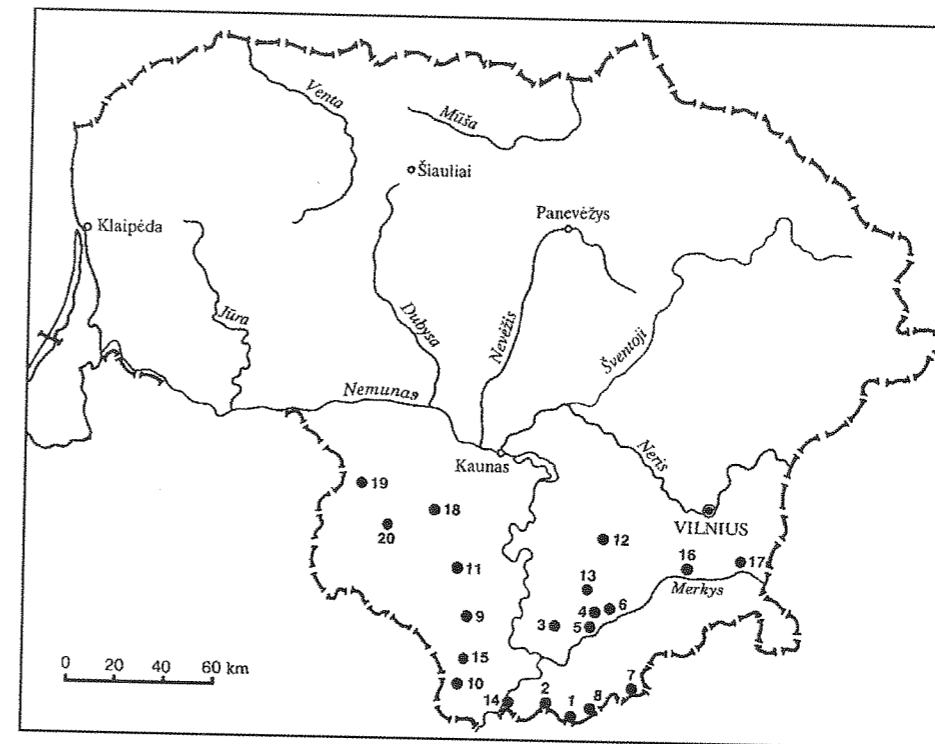 Venta
Mūša
Šiauliai
Klaipėda
Panevėžys
Jūra
Dubysa
Nevėžis
Šventoji
Nemunas
Kaunas
Neris
19
18
VILNIUS
20
12
11
16
17
13
Merkys
9
4
6
3
5
15
0 20 40 60 km
10
7
14
2
1
8